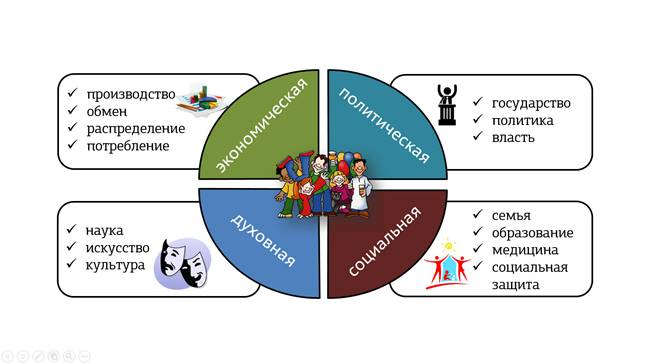 производство
обмен
распределение
потребление
экономическая
политическая
государство
политика
власть
наука
искусство
культура
духовная
социальная
семья
образование
медицина
социальная
защита